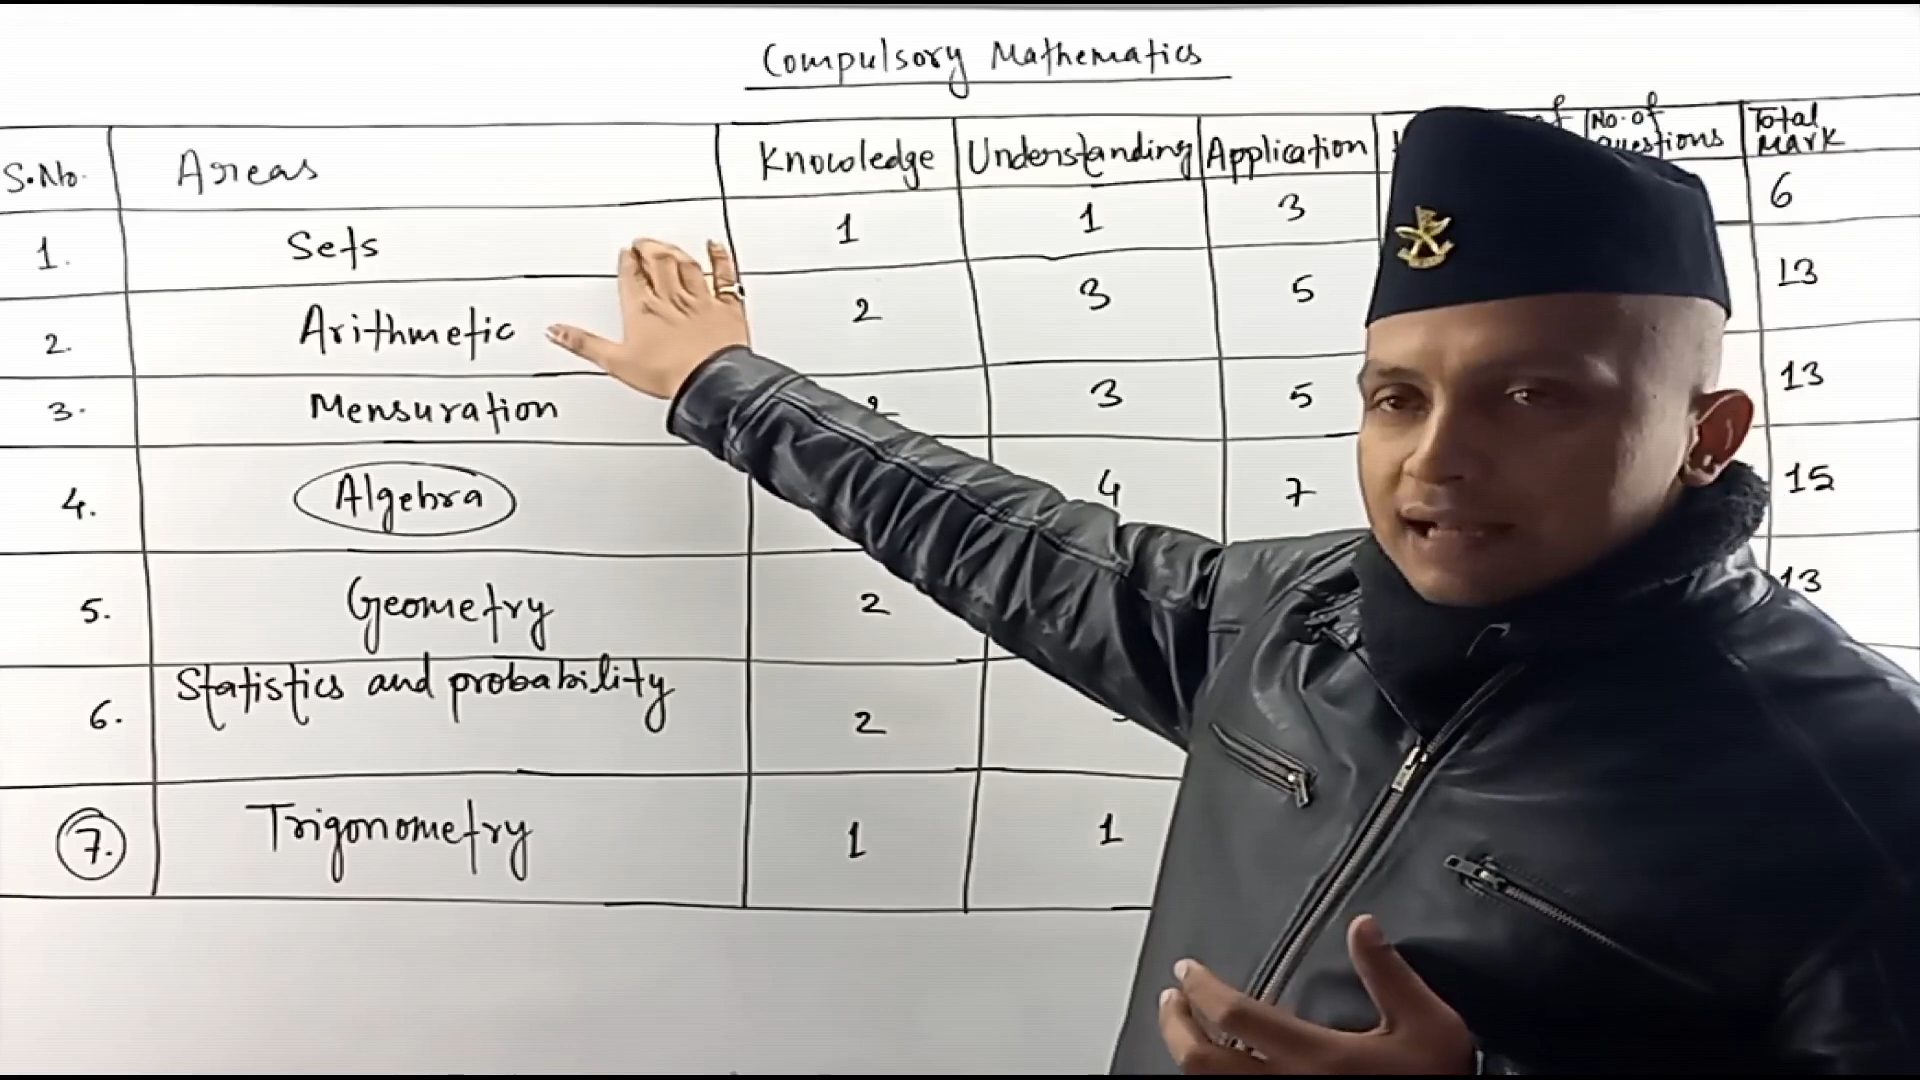 Compulsory Mathematics
S.No. Areas Knowledge Understanding Application No. of questions Total Mark
1. Sets 1 1 3 6
2. Arithmetic 2 3 5 13
3. Mensuration 3 5 13
4. Algebra 4 7 15
5. Geometry 2 13
6. Statistics and probability 2
7. Trigonometry 1 1